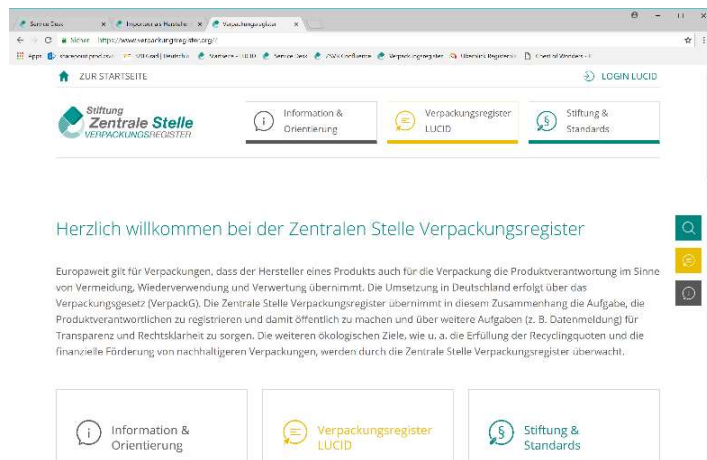 Service Desk
Importeur als Herstelle
Verpackungsregister
Sicher
https://www.verpackungsregister.org/
Apps
Service Desk
ZUR STARTSEITE
LOGIN LUCID
Stiftung
Zentrale Stelle
VERPACKUNGSREGISTER
Information &
Orientierung
Verpackungsregister
LUCID
Stiftung &
Standards
Herzlich willkommen bei der Zentralen Stelle Verpackungsregister
Europaweit gilt für Verpackungen, dass der Hersteller eines Produkts auch für die Verpackung die Produktverantwortung im Sinne
von Vermeidung, Wiederverwendung und Verwertung übernimmt. Die Umsetzung in Deutschland erfolgt über das
Verpackungsgesetz (VerpackG). Die Zentrale Stelle Verpackungsregister übernimmt in diesem Zusammenhang die Aufgabe, die
Produktverantwortlichen zu registrieren und damit öffentlich zu machen und über weitere Aufgaben (z. B. Datenmeldung) für
Transparenz und Rechtsklarheit zu sorgen. Die weiteren ökologischen Ziele, wie u. a. die Erfüllung der Recyclingquoten und die
finanzielle Förderung von nachhaltigeren Verpackungen, werden durch die Zentrale Stelle Verpackungsregister überwacht.
Information &
Orientierung
Verpackungsregister
LUCID
Stiftung &
Standards